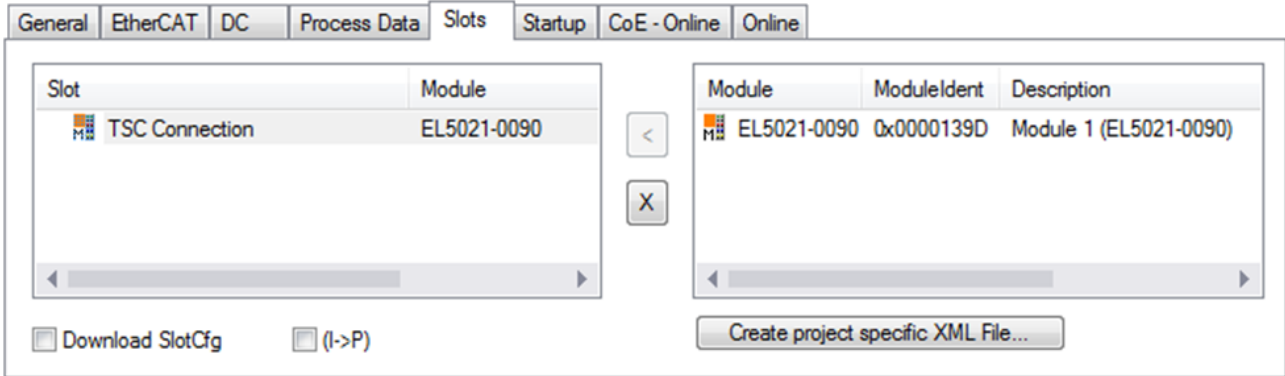 General EtherCAT DC Process Data Slots Startup CoE - Online Online
Slot Module
TSC Connection EL5021-0090
<
X
Module ModuleIdent Description
EL5021-0090 0x0000139D Module 1 (EL5021-0090)
Download SlotCfg (I->P)
Create project specific XML File...